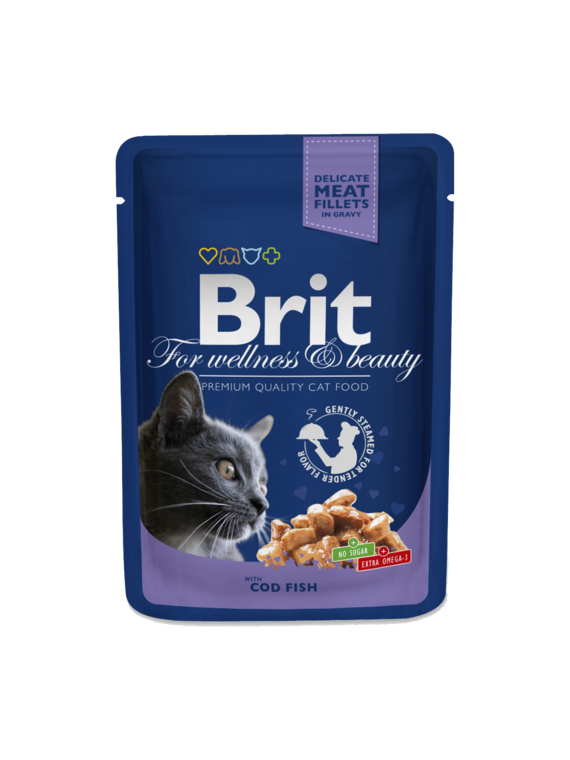 DELICATE
MEAT
FILLETS
IN GRAVY
Brit
For wellness & beauty
PREMIUM QUALITY CAT FOOD
GENTLY STEAMED FOR TENDER FLAVOR
NO SUGAR
EXTRA OMEGA-3
WITH
COD FISH